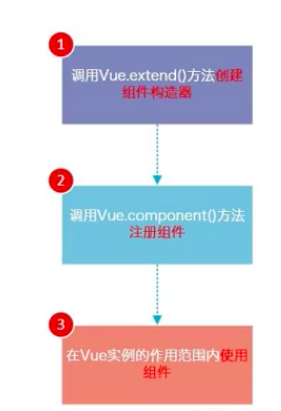 1
调用Vue.extend()方法创建
组件构造器
2
调用Vue.component()方法
注册组件
3
在Vue实例的作用范围内使用
组件